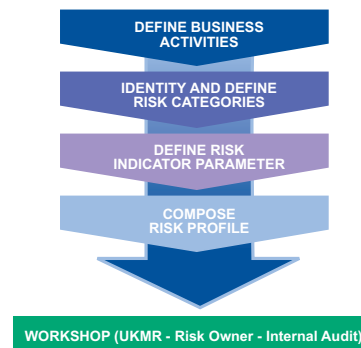 DEFINE BUSINESS
ACTIVITIES
IDENTITY AND DEFINE
RISK CATEGORIES
DEFINE RISK
INDICATOR PARAMETER
COMPOSE
RISK PROFILE
WORKSHOP (UKMR - Risk Owner - Internal Audit)